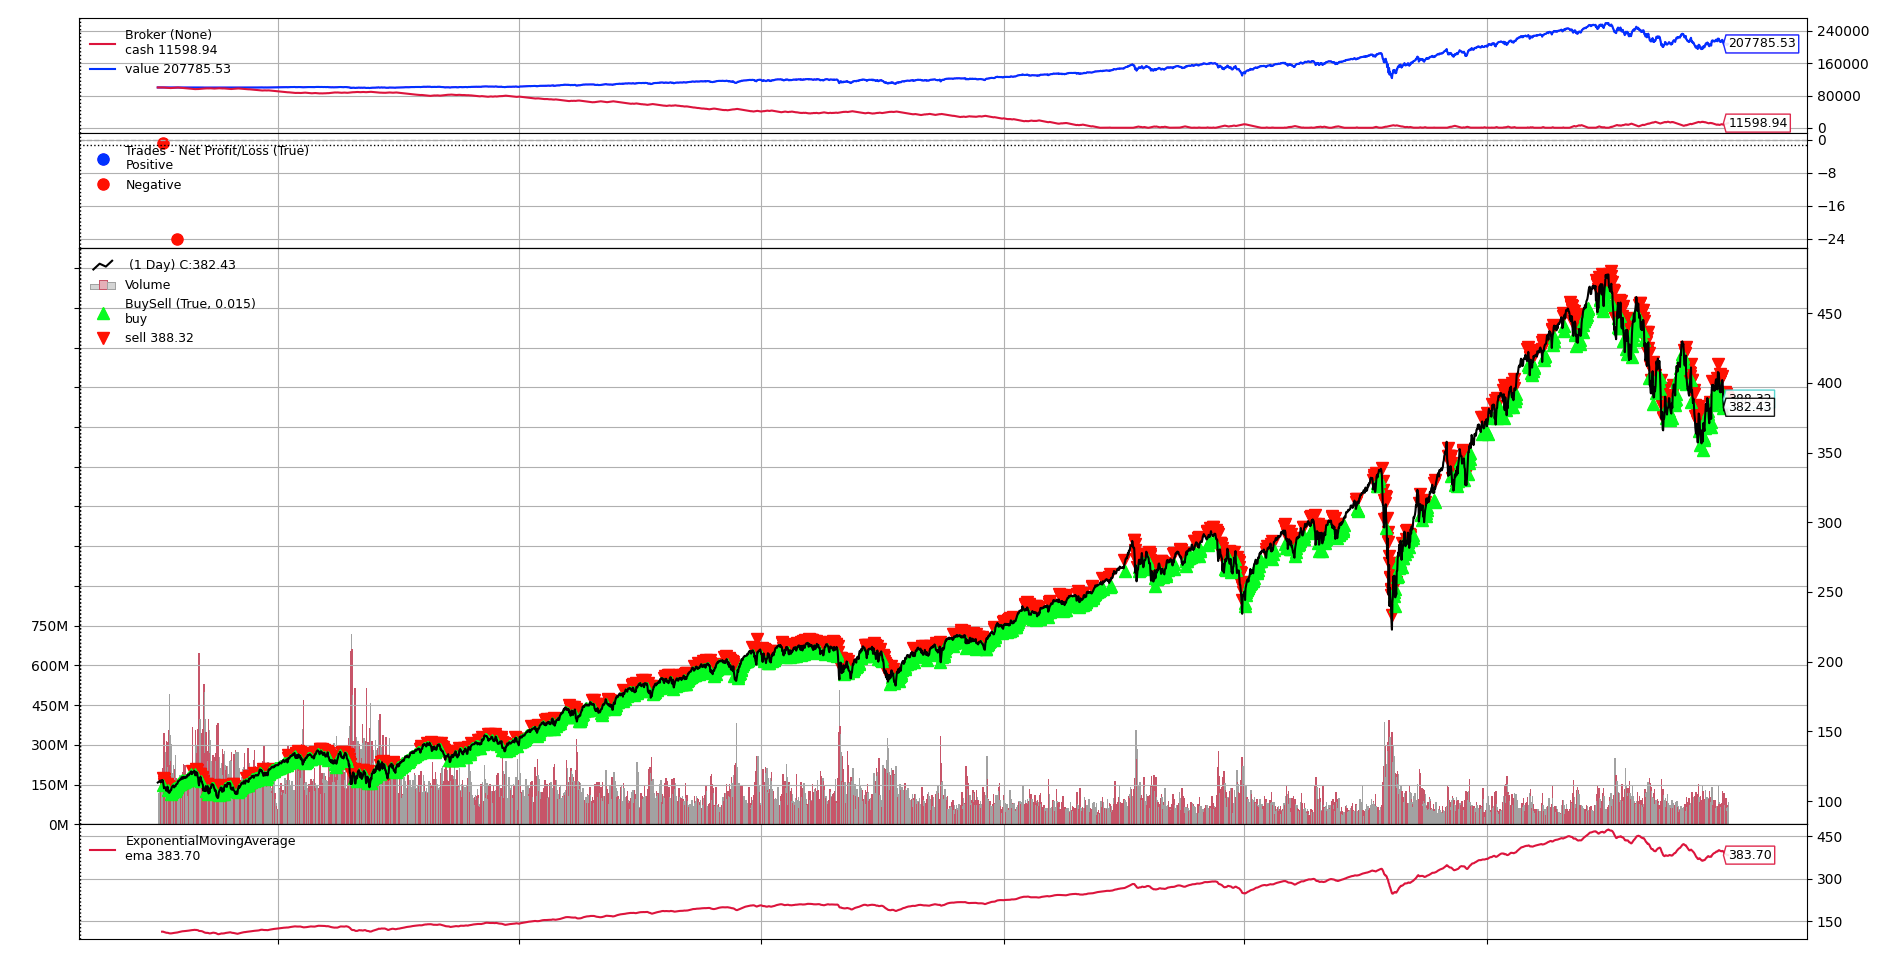 Broker (None)
cash 11598.94
value 207785.53
240000
207785.53
160000
80000
11598.94
0
Trades - Net Profit/Loss (True)
Positive
Negative
0
−8
−16
−24
(1 Day) C:382.43
Volume
BuySell (True, 0.015)
buy
sell 388.32
450
400
388.32
382.43
350
300
250
200
150
100
750M
600M
450M
300M
150M
0M
ExponentialMovingAverage
ema 383.70
450
383.70
300
150